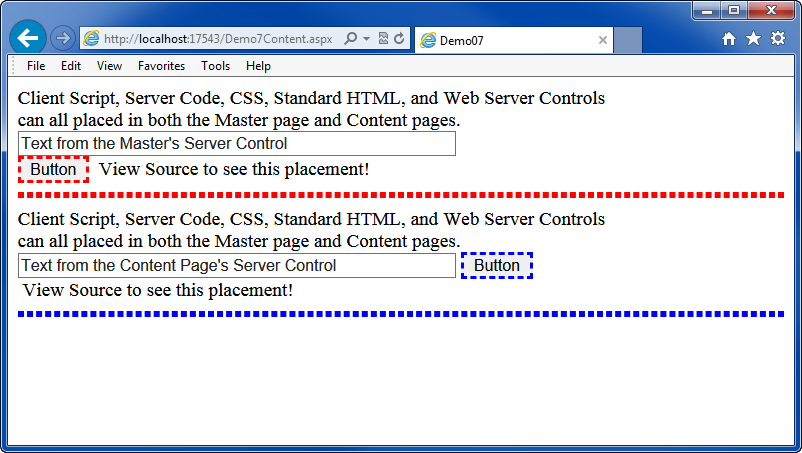 http://localhost:17543/Demo7Content.aspx
Demo07
File Edit View Favorites Tools Help
Client Script, Server Code, CSS, Standard HTML, and Web Server Controls
can all placed in both the Master page and Content pages.
Text from the Master's Server Control
Button View Source to see this placement!
Client Script, Server Code, CSS, Standard HTML, and Web Server Controls
can all placed in both the Master page and Content pages.
Text from the Content Page's Server Control Button
View Source to see this placement!